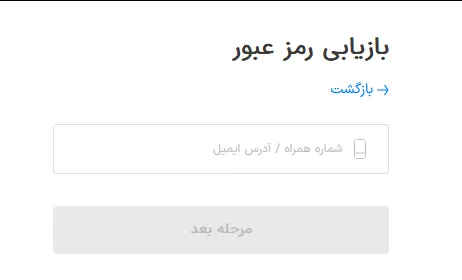 بازیابی رمز عبور
بازگشت
شماره همراه / آدرس ایمیل
مرحله بعد